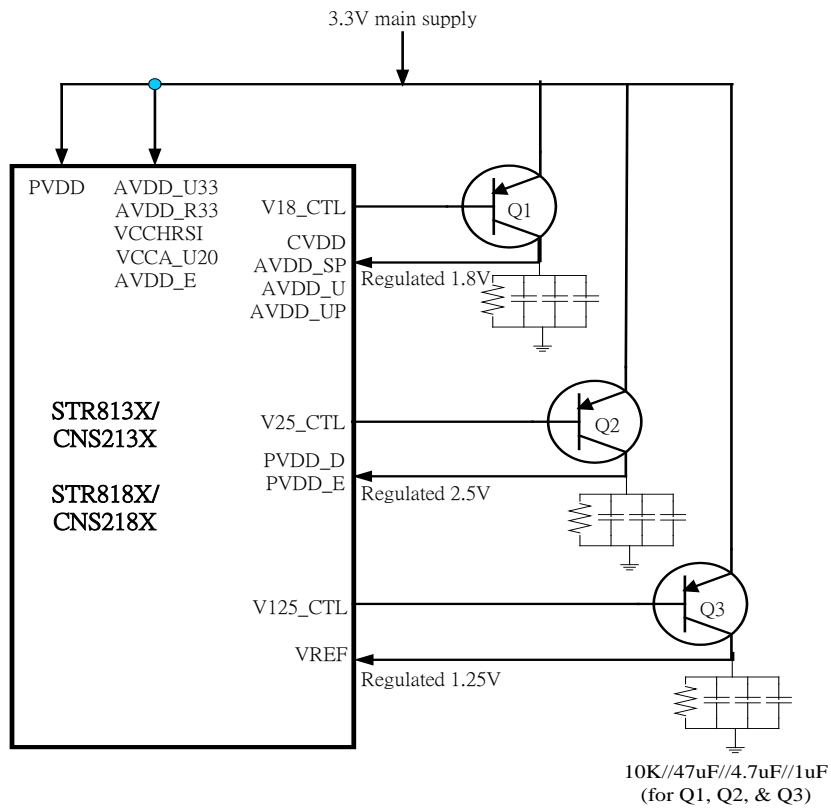 3.3V main supply
PVDD
AVDD_U33
AVDD_R33
VCCHRSI
VCCA_U20
AVDD_E
V18_CTL
Q1
CVDD
AVDD_SP
AVDD_U
AVDD_UP
Regulated 1.8V
STR813X/
CNS213X
STR818X/
CNS218X
V25_CTL
Q2
PVDD_D
PVDD_E
Regulated 2.5V
V125_CTL
Q3
VREF
Regulated 1.25V
10K//47uF//4.7uF//1uF
(for Q1, Q2, & Q3)